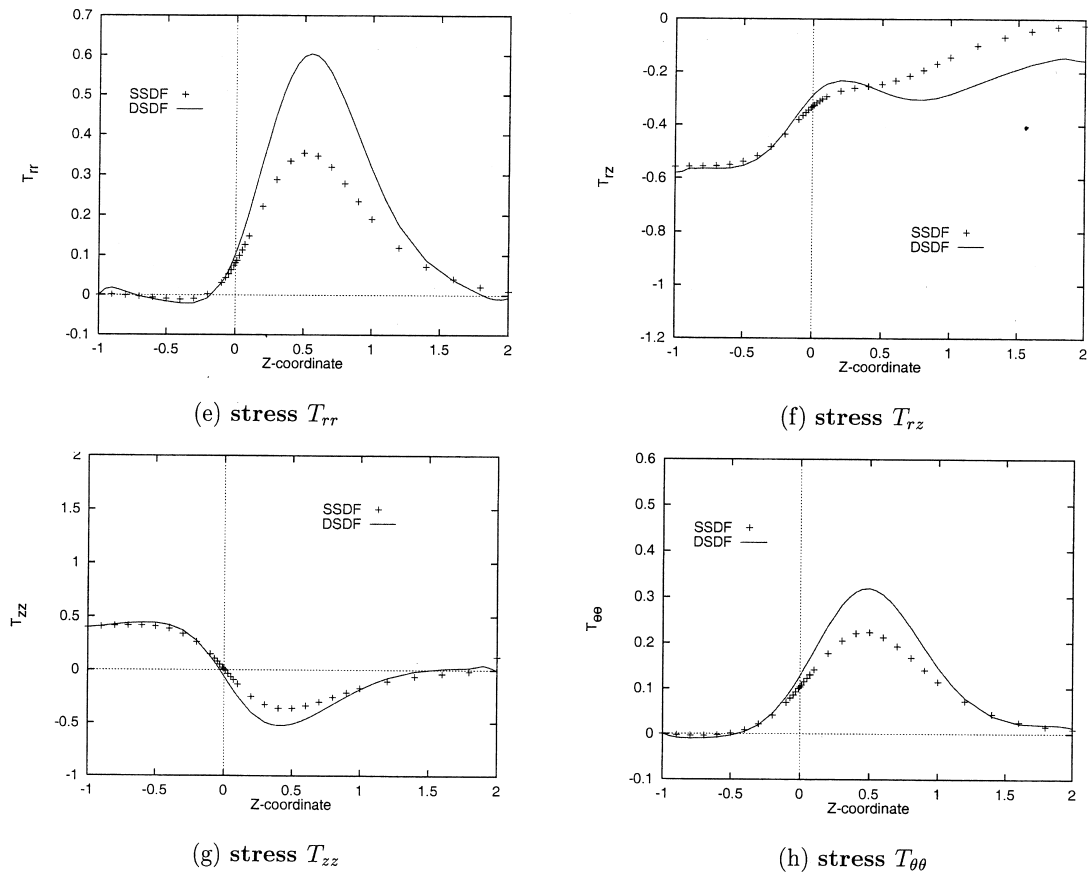 0.7
0.6
0.5
0.4
0.3
0.2
0.1
0
-0.1
-1 -0.5 0 0.5 1 1.5 2
Z-coordinate
T_rr
SSDF +
DSDF
(e) stress T_rr
0
-0.2
-0.4
-0.6
-0.8
-1
-1.2
-1 -0.5 0 0.5 1 1.5 2
Z-coordinate
T_rz
SSDF +
DSDF
(f) stress T_rz
2
1.5
1
0.5
0
-0.5
-1
-1 -0.5 0 0.5 1 1.5 2
Z-coordinate
T_zz
SSDF +
DSDF
(g) stress T_zz
0.6
0.5
0.4
0.3
0.2
0.1
0
-0.1
-1 -0.5 0 0.5 1 1.5 2
Z-coordinate
T_θθ
SSDF +
DSDF
(h) stress T_θθ